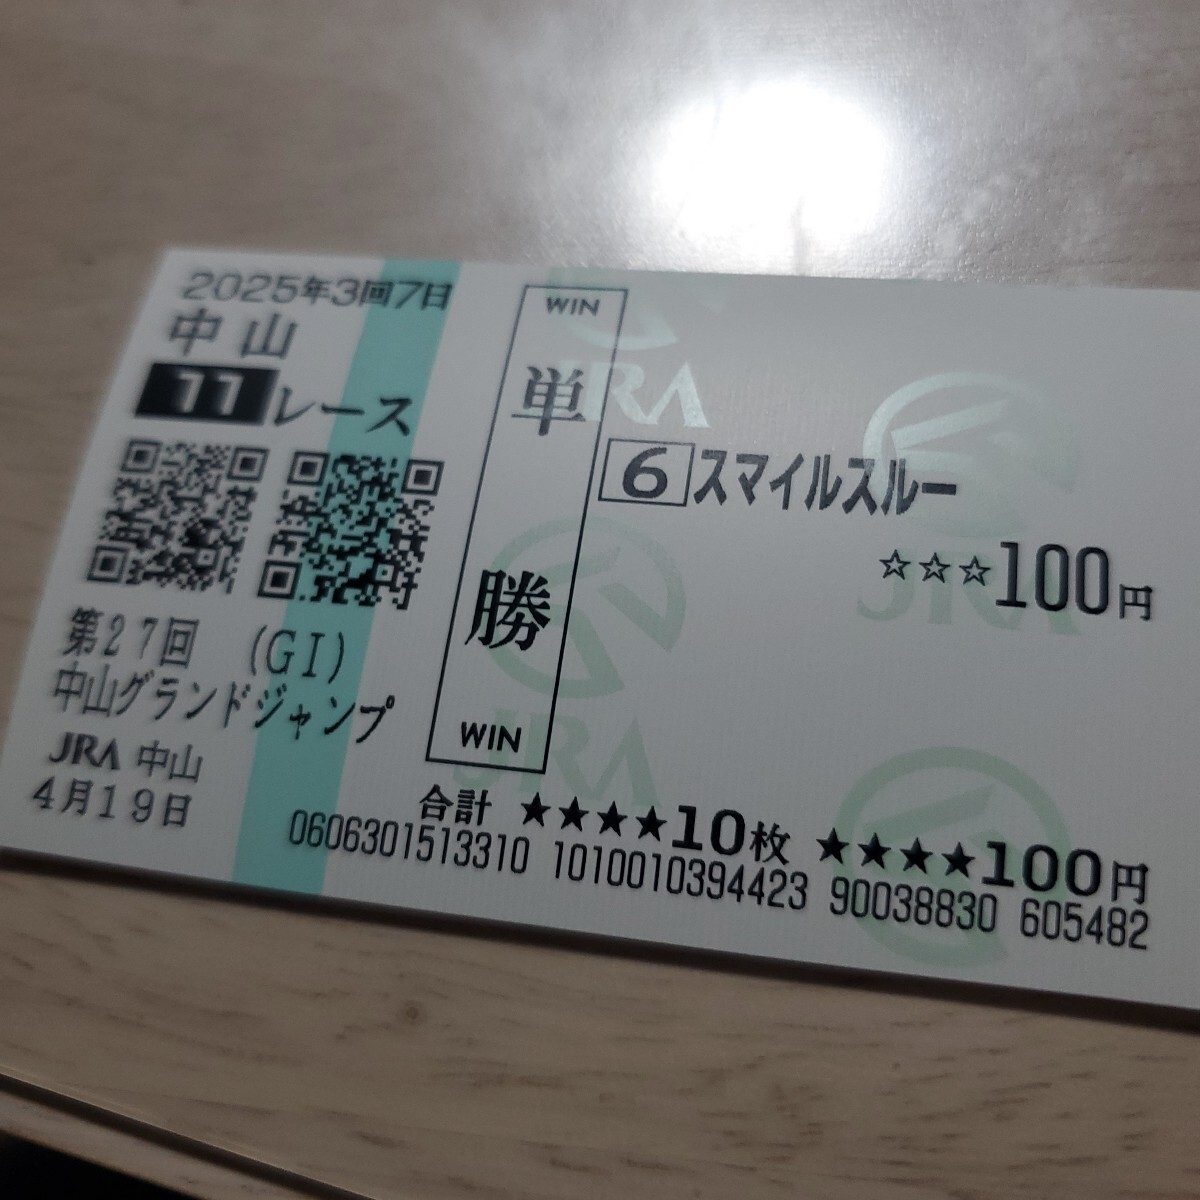 2025年3回7日
中山
11レース
第27回 (GI)
中山グランドジャンプ
JRA 中山
4月19日
WIN
単勝
WIN
6 スマイルスルー
☆☆☆100円
合計 ★★★★10枚 ★★★★100円
0606301513310 1010010394423 90038830 605482
JRA
JRA
JRA